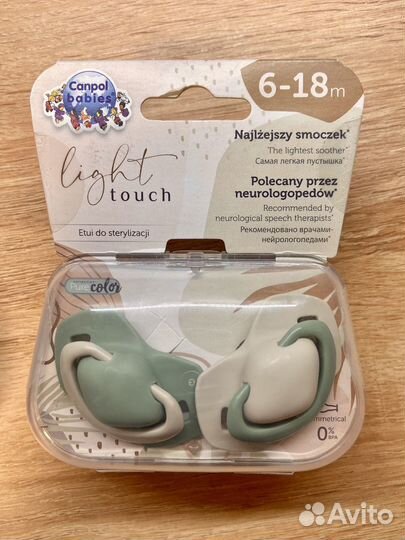 Canpol
babies
6-18m
light
touch
Etui do sterylizacji
Najlżejszy smoczek*
The lightest soother*
Самая легкая пустышка*
Polecany przez
neurologopedów*
Recommended by
neurological speech therapists*
Рекомендовано врачами-
нейрологопедами*
Pure color
0%
BPA
Avito